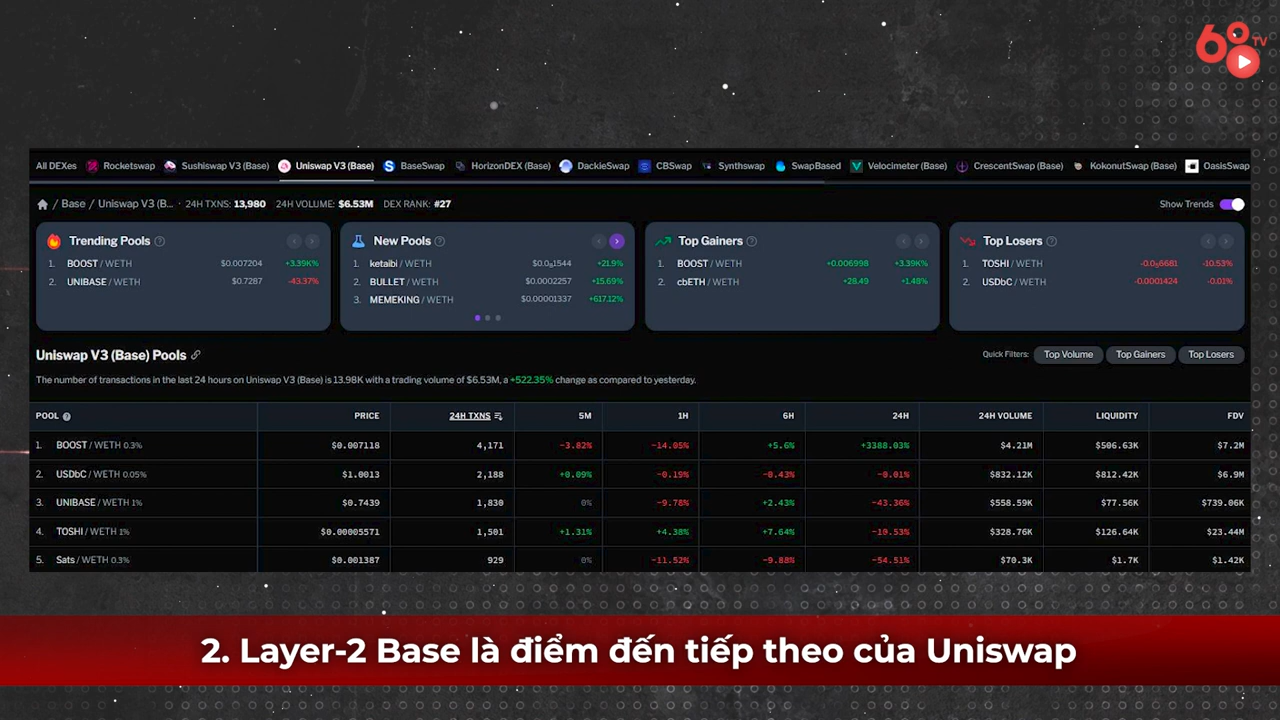 68 TV
All DEXes Rocketswap Sushiswap V3 (Base) Uniswap V3 (Base) BaseSwap HorizonDEX (Base) DackieSwap CBSwap Synthswap SwapBased Velocimeter (Base) CrescentSwap (Base) KokonutSwap (Base) OasisSwap
/ Base / Uniswap V3 (B... · 24H TXNS: 13,980 24H VOLUME: $6.53M DEX RANK: #27 Show Trends
Trending Pools
1. BOOST / WETH $0.007204 +3.39K%
2. UNIBASE / WETH $0.7287 -43.37%
New Pools
1. ketaibi / WETH $0.0₈1544 +21.9%
2. BULLET / WETH $0.0002257 +15.69%
3. MEMEKING / WETH $0.00001337 +617.12%
Top Gainers
1. BOOST / WETH +0.006998 +3.39K%
2. cbETH / WETH +28.49 +1.48%
Top Losers
1. TOSHI / WETH -0.0₅6681 -10.53%
2. USDbC / WETH -0.0001424 -0.01%
Uniswap V3 (Base) Pools
Quick Filters: Top Volume Top Gainers Top Losers
The number of transactions in the last 24 hours on Uniswap V3 (Base) is 13.98K with a trading volume of $6.53M, a +522.35% change as compared to yesterday.
POOL PRICE 24H TXNS 5M 1H 6H 24H 24H VOLUME LIQUIDITY FDV
1. BOOST / WETH 0.3% $0.007118 4,171 -3.82% -14.05% +5.6% +3388.03% $4.21M $506.63K $7.2M
2. USDbC / WETH 0.05% $1.0013 2,188 +0.09% -0.19% -0.43% -0.01% $832.12K $812.42K $6.9M
3. UNIBASE / WETH 1% $0.7439 1,830 0% -9.78% +2.43% -43.36% $558.59K $77.56K $739.06K
4. TOSHI / WETH 1% $0.00005571 1,501 +1.31% +4.38% +7.64% -10.53% $328.76K $126.64K $23.44M
5. Sats / WETH 0.3% $0.001387 929 0% -11.52% -9.88% -54.51% $70.3K $1.7K $1.42K
2. Layer-2 Base là điểm đến tiếp theo của Uniswap